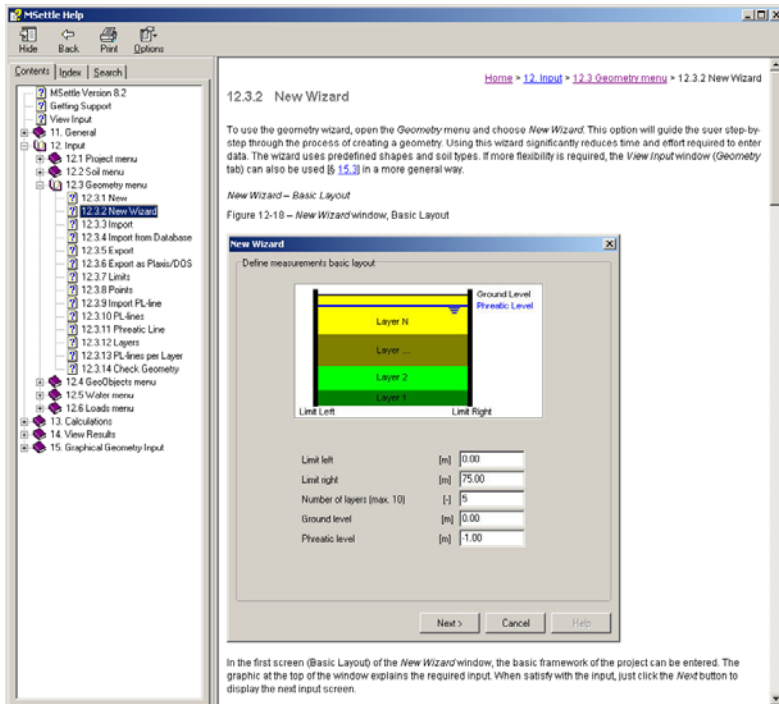 MSettle Help
Hide Back Print Options
Contents Index Search
MSettle Version 8.2
Getting Support
View Input
11. General
12. Input
12.1 Project menu
12.2 Soil menu
12.3 Geometry menu
12.3.1 New
12.3.2 New Wizard
12.3.3 Import
12.3.4 Import from Database
12.3.5 Export
12.3.6 Export as Plaxis/DOS
12.3.7 Limits
12.3.8 Points
12.3.9 Import PL-line
12.3.10 PL-lines
12.3.11 Phreatic Line
12.3.12 Layers
12.3.13 PL-lines per Layer
12.3.14 Check Geometry
12.4 GeoObjects menu
12.5 Water menu
12.6 Loads menu
13. Calculations
14. View Results
15. Graphical Geometry Input
Home > 12. Input > 12.3 Geometry menu > 12.3.2 New Wizard
12.3.2 New Wizard
To use the geometry wizard, open the Geometry menu and choose New Wizard. This option will guide the suer step-by-
step through the process of creating a geometry. Using this wizard significantly reduces time and effort required to enter
data. The wizard uses predefined shapes and soil types. If more flexibility is required, the View Input window (Geometry
tab) can also be used [§ 15.3] in a more general way.
New Wizard – Basic Layout
Figure 12-18 – New Wizard window, Basic Layout
New Wizard
Define measurements basic layout
Ground Level
Phreatic Level
Layer N
Layer ...
Layer 2
Layer 1
Limit Left Limit Right
Limit left [m] 0.00
Limit right [m] 75.00
Number of layers (max. 10) [-] 5
Ground level [m] 0.00
Phreatic level [m] -1.00
Next > Cancel Help
In the first screen (Basic Layout) of the New Wizard window, the basic framework of the project can be entered. The
graphic at the top of the window explains the required input. When satisfy with the input, just click the Next button to
display the next input screen.